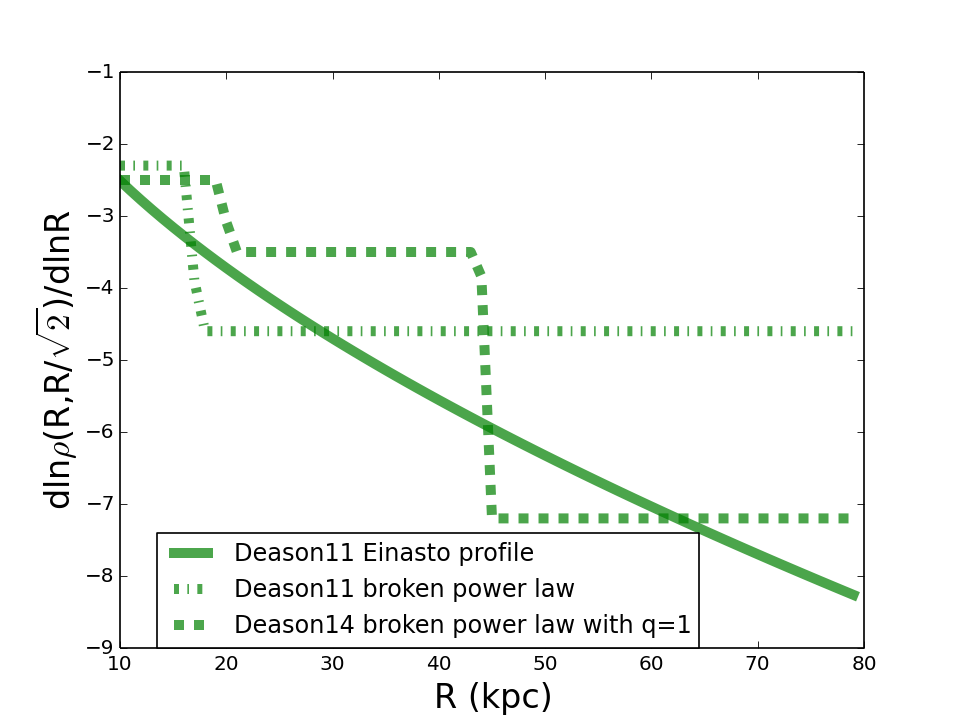 −1
−2
−3
−4
−5
−6
−7
−8
−9
dlnρ(R,R/√2)/dlnR
Deason11 Einasto profile
Deason11 broken power law
Deason14 broken power law with q=1
10 20 30 40 50 60 70 80
R (kpc)